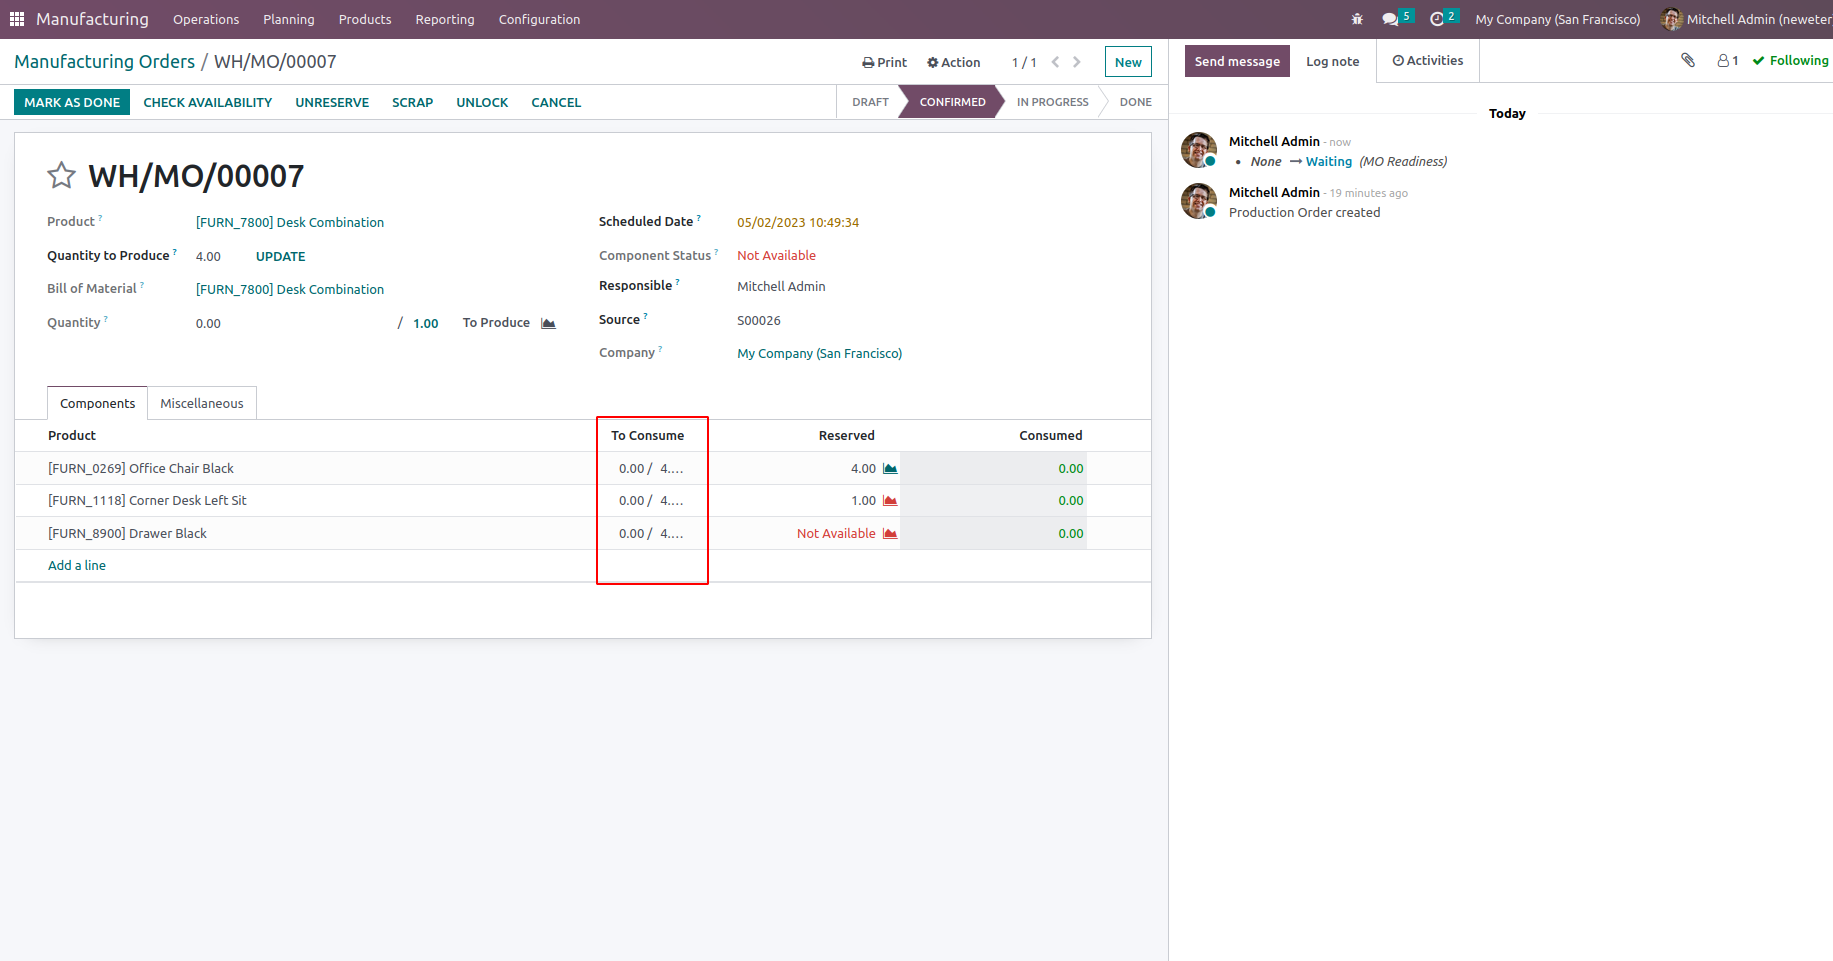 Manufacturing Operations Planning Products Reporting Configuration 5 2 My Company (San Francisco) Mitchell Admin (neweter
Manufacturing Orders / WH/MO/00007 Print Action 1 / 1 New
MARK AS DONE CHECK AVAILABILITY UNRESERVE SCRAP UNLOCK CANCEL DRAFT CONFIRMED IN PROGRESS DONE
WH/MO/00007
Product ? [FURN_7800] Desk Combination
Quantity to Produce ? 4.00 UPDATE
Bill of Material ? [FURN_7800] Desk Combination
Quantity ? 0.00 / 1.00 To Produce
Scheduled Date ? 05/02/2023 10:49:34
Component Status ? Not Available
Responsible ? Mitchell Admin
Source ? S00026
Company ? My Company (San Francisco)
Components Miscellaneous
Product To Consume Reserved Consumed
[FURN_0269] Office Chair Black 0.00 / 4.... 4.00 0.00
[FURN_1118] Corner Desk Left Sit 0.00 / 4.... 1.00 0.00
[FURN_8900] Drawer Black 0.00 / 4.... Not Available 0.00
Add a line
Send message Log note Activities 1 Following
Today
Mitchell Admin - now
• None → Waiting (MO Readiness)
Mitchell Admin - 19 minutes ago
Production Order created